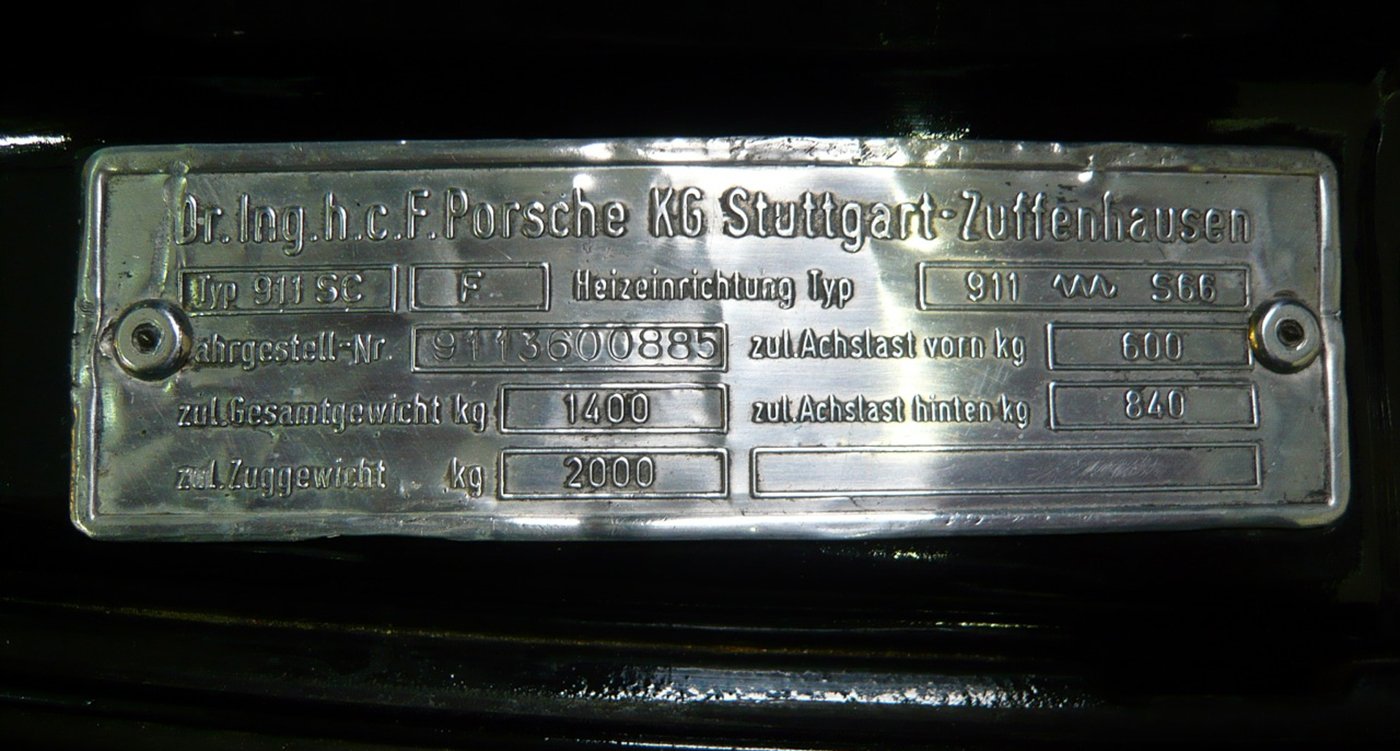 Dr. Ing. h.c. F. Porsche KG Stuttgart-Zuffenhausen
Typ 911 SC F Heizeinrichtung Typ 911 S66
ahrgestell-Nr. 9113600885 zul. Achslast vorn kg 600
zul. Gesamtgewicht kg 1400 zul. Achslast hinten kg 840
zul. Zuggewicht kg 2000